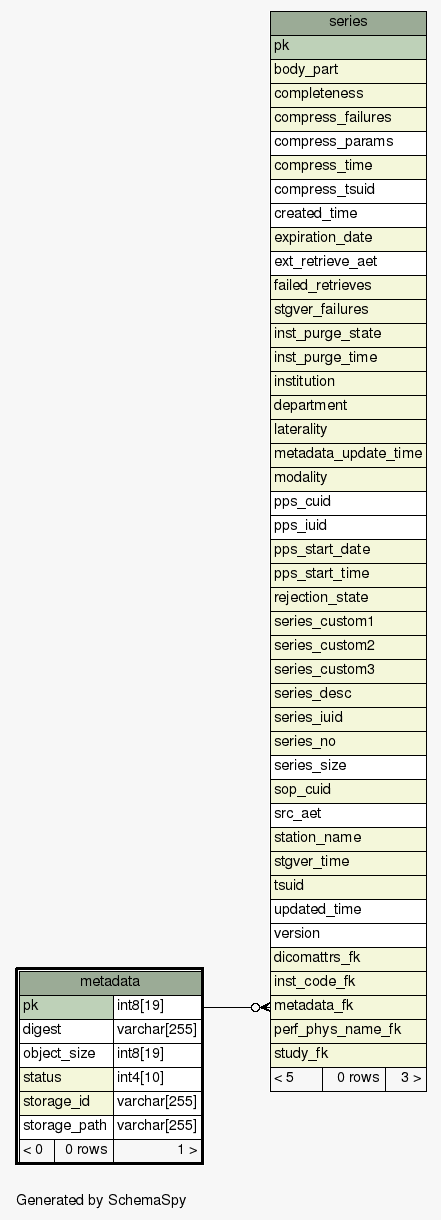 series
pk
body_part
completeness
compress_failures
compress_params
compress_time
compress_tsuid
created_time
expiration_date
ext_retrieve_aet
failed_retrieves
stgver_failures
inst_purge_state
inst_purge_time
institution
department
laterality
metadata_update_time
modality
pps_cuid
pps_iuid
pps_start_date
pps_start_time
rejection_state
series_custom1
series_custom2
series_custom3
series_desc
series_iuid
series_no
series_size
sop_cuid
src_aet
station_name
stgver_time
tsuid
updated_time
version
dicomattrs_fk
inst_code_fk
metadata_fk
perf_phys_name_fk
study_fk
< 5 0 rows 3 >
metadata
pk int8[19]
digest varchar[255]
object_size int8[19]
status int4[10]
storage_id varchar[255]
storage_path varchar[255]
< 0 0 rows 1 >
Generated by SchemaSpy